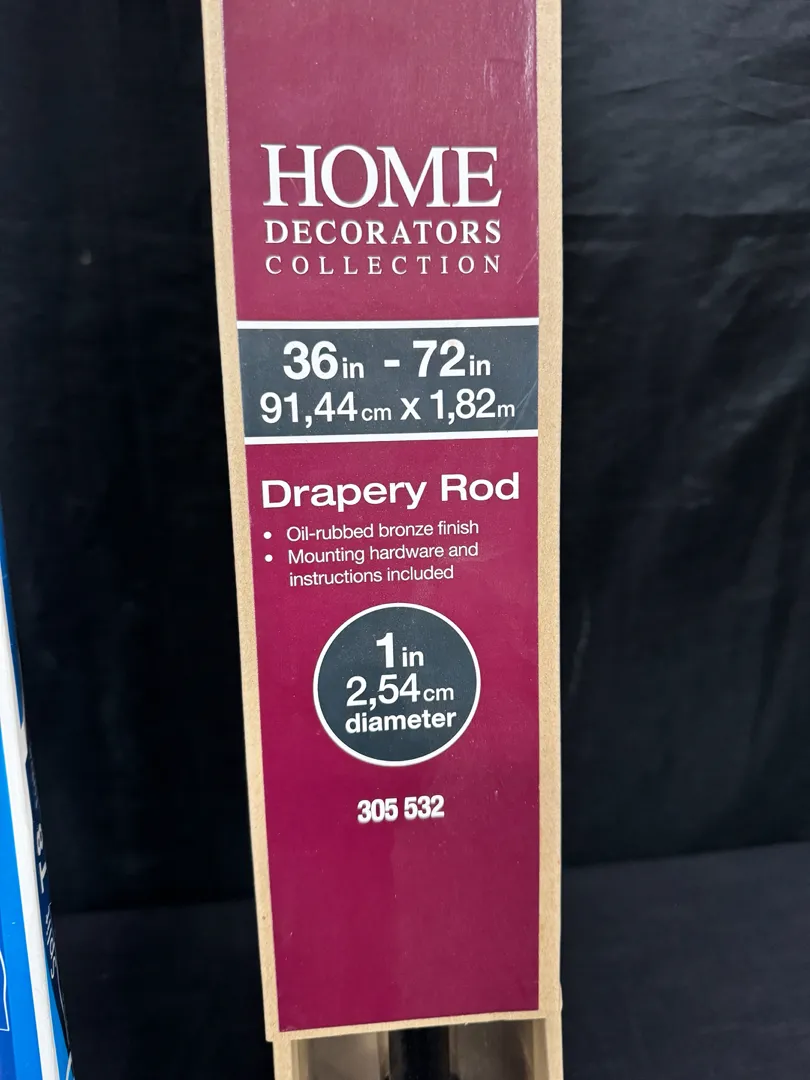 HOME
DECORATORS
COLLECTION
36in - 72in
91,44cm x 1,82m
Drapery Rod
• Oil-rubbed bronze finish
• Mounting hardware and
instructions included
1in
2,54cm
diameter
305 532